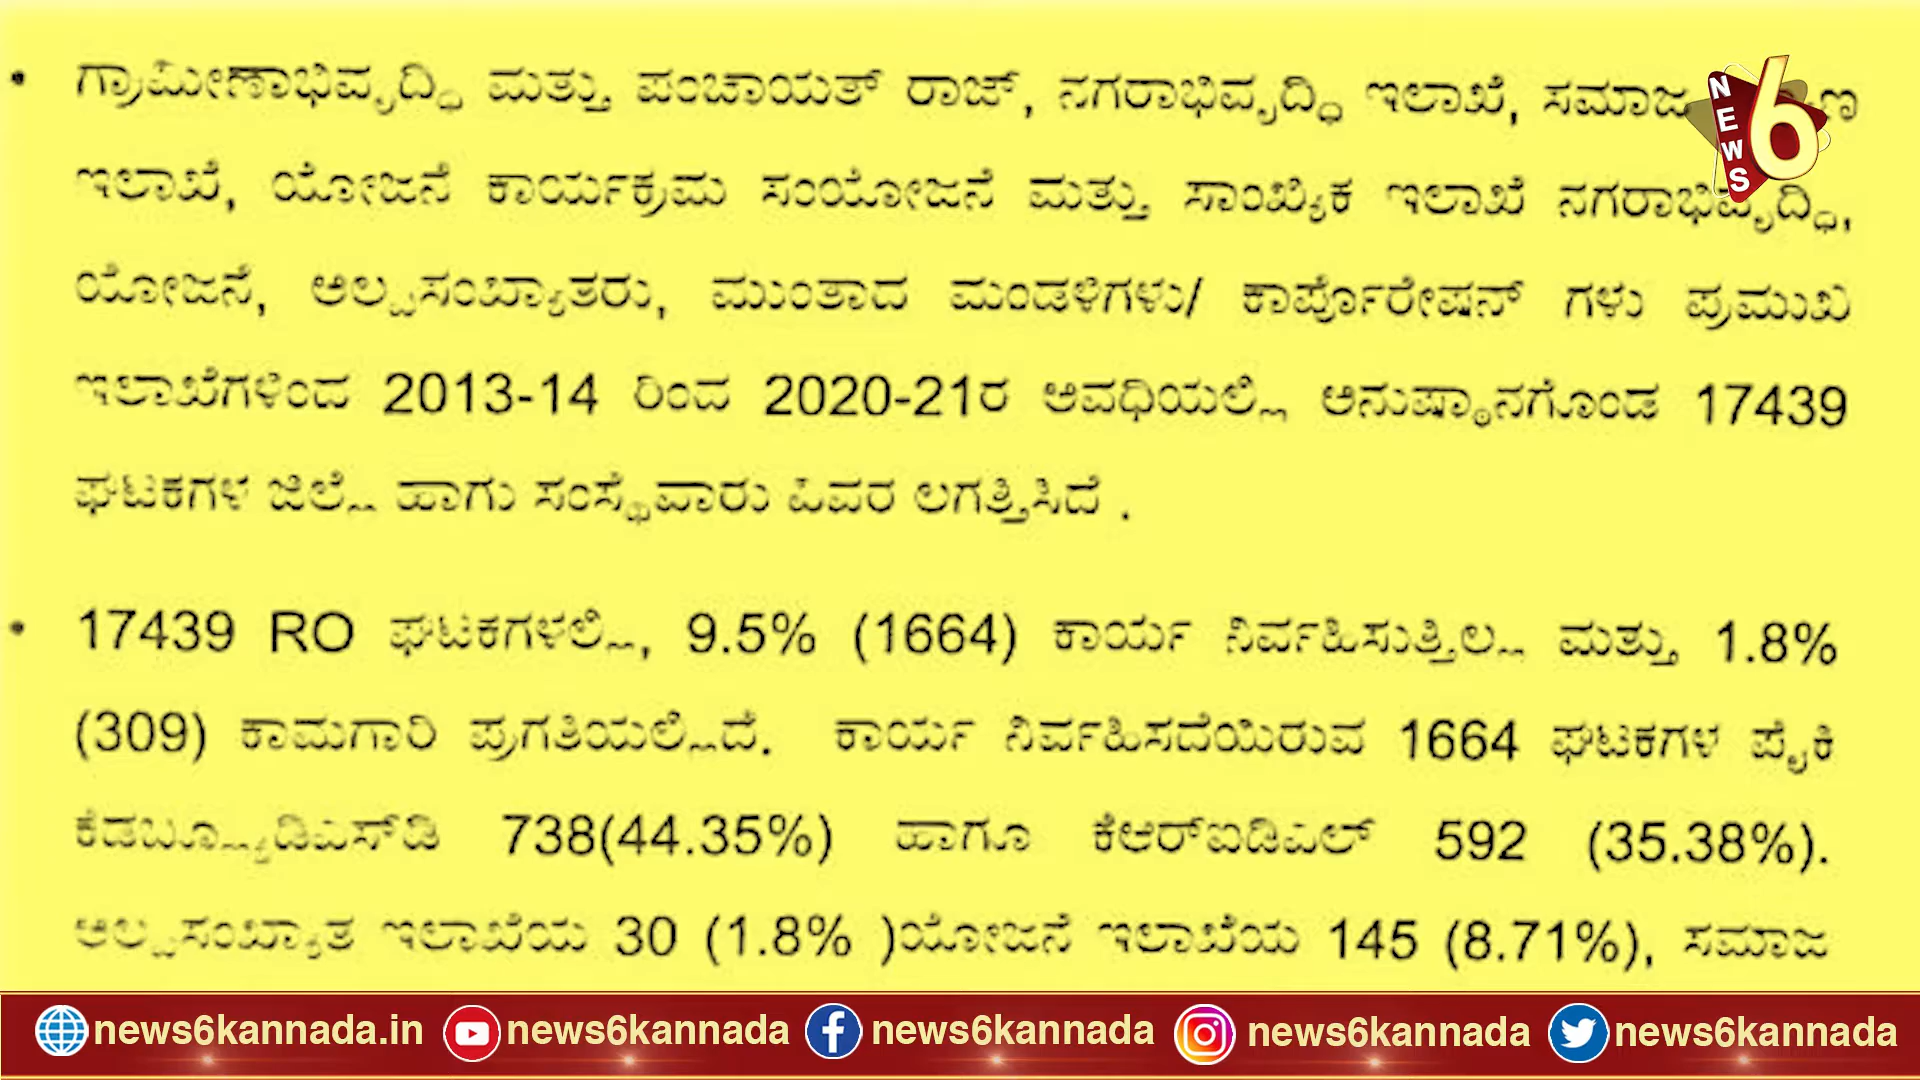 • ಗ್ರಾಮೀಣಾಭಿವೃದ್ಧಿ ಮತ್ತು ಪಂಚಾಯತ್ ರಾಜ್, ನಗರಾಭಿವೃದ್ಧಿ ಇಲಾಖೆ, ಸಮಾಜ
ಇಲಾಖೆ, ಯೋಜನೆ ಕಾರ್ಯಕ್ರಮ ಸಂಯೋಜನೆ ಮತ್ತು ಸಾಂಖ್ಯಿಕ ಇಲಾಖೆ ನಗರಾಭಿವೃದ್ಧಿ,
ಯೋಜನೆ, ಅಲ್ಪಸಂಖ್ಯಾತರು, ಮುಂತಾದ ಮಂಡಳಿಗಳು/ ಕಾರ್ಪೊರೇಷನ್ ಗಳು ಪ್ರಮುಖ
ಇಲಾಖೆಗಳಿಂದ 2013-14 ರಿಂದ 2020-21ರ ಅವಧಿಯಲ್ಲಿ ಅನುಷ್ಠಾನಗೊಂಡ 17439
ಘಟಕಗಳ ಜಿಲ್ಲೆ ಹಾಗು ಸಂಸ್ಥೆವಾರು ವಿವರ ಲಗತ್ತಿಸಿದೆ .
• 17439 RO ಘಟಕಗಳಲ್ಲಿ, 9.5% (1664) ಕಾರ್ಯ ನಿರ್ವಹಿಸುತ್ತಿಲ್ಲ ಮತ್ತು 1.8%
(309) ಕಾಮಗಾರಿ ಪ್ರಗತಿಯಲ್ಲಿದೆ. ಕಾರ್ಯ ನಿರ್ವಹಿಸದೆಯಿರುವ 1664 ಘಟಕಗಳ ಪೈಕಿ
ಕೆಡಬ್ಲ್ಯೂಡಿಎಸ್‌ಡಿ 738(44.35%) ಹಾಗೂ ಕೆಆರ್‌ಐಡಿಎಲ್ 592 (35.38%).
ಅಲ್ಪಸಂಖ್ಯಾತ ಇಲಾಖೆಯ 30 (1.8% )ಯೋಜನೆ ಇಲಾಖೆಯ 145 (8.71%), ಸಮಾಜ
NEWS 6
news6kannada.in news6kannada news6kannada news6kannada news6kannada